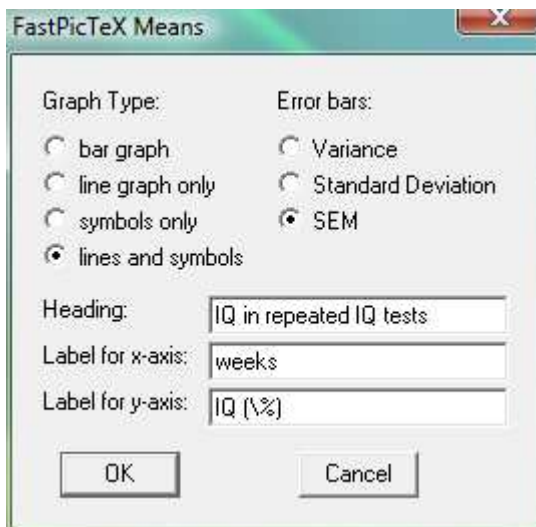 FastPicTeX Means
Graph Type:
Error bars:
bar graph
Variance
line graph only
Standard Deviation
symbols only
SEM
lines and symbols
Heading:
IQ in repeated IQ tests
Label for x-axis:
weeks
Label for y-axis:
IQ (\%)
OK
Cancel